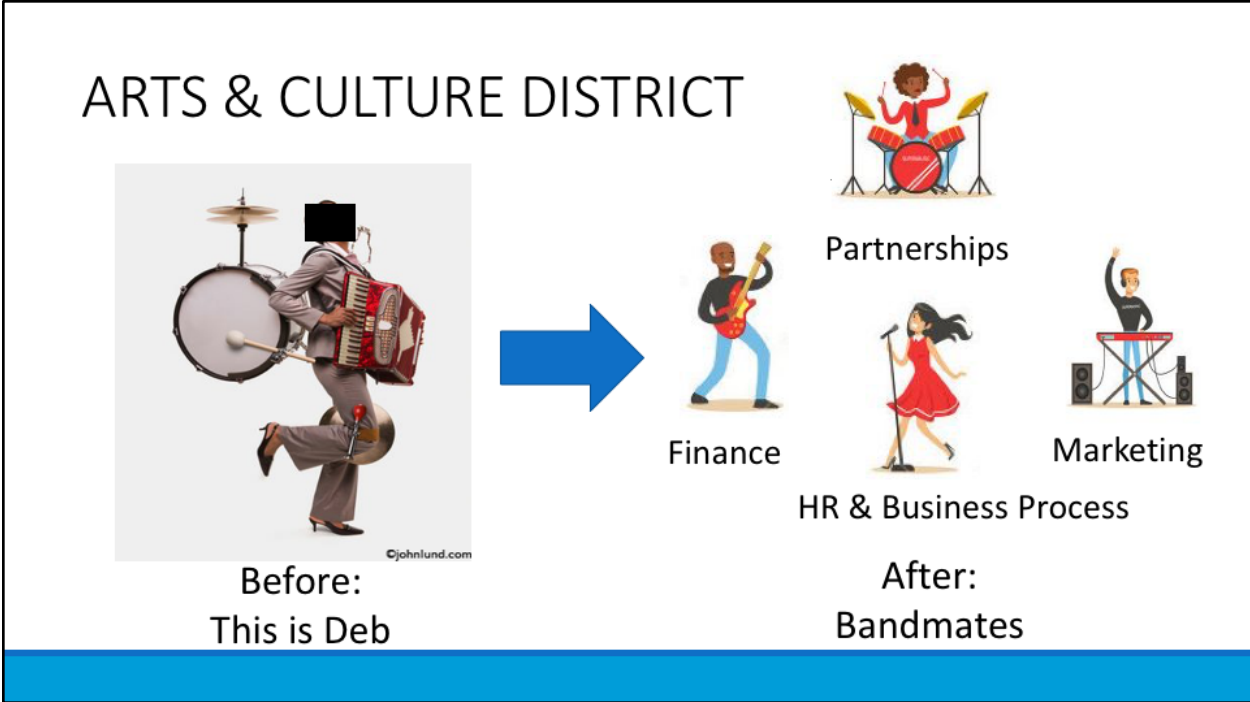 ARTS & CULTURE DISTRICT
©johnlund.com
Before:
This is Deb
Partnerships
Finance
Marketing
HR & Business Process
After:
Bandmates